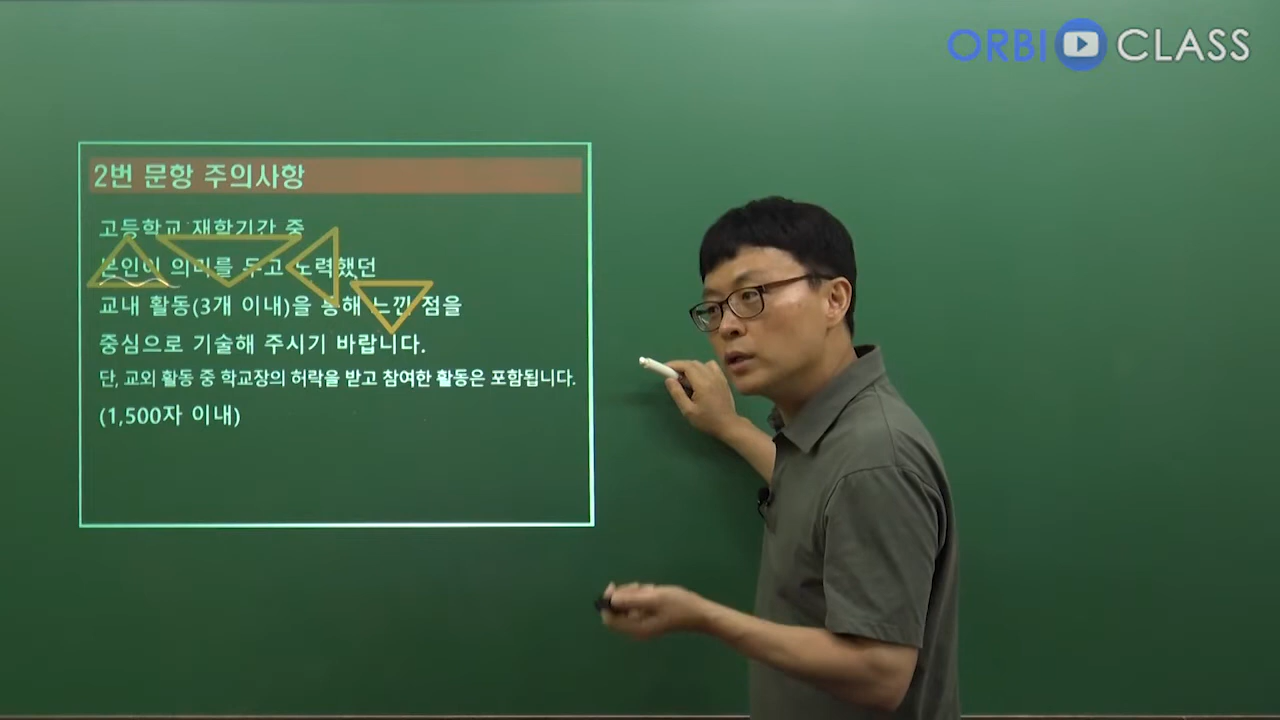 ORBI CLASS
2번 문항 주의사항
고등학교 재학기간 중
본인이 의미를 두고 노력했던
교내 활동(3개 이내)을 통해 느낀 점을
중심으로 기술해 주시기 바랍니다.
단, 교외 활동 중 학교장의 허락을 받고 참여한 활동은 포함됩니다.
(1,500자 이내)